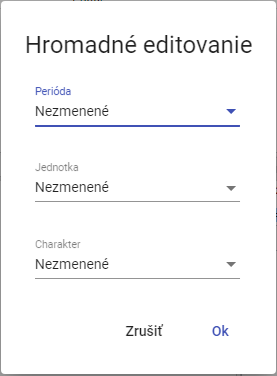 Hromadné editovanie
Perióda
Nezmenené
Jednotka
Nezmenené
Charakter
Nezmenené
Zrušiť Ok